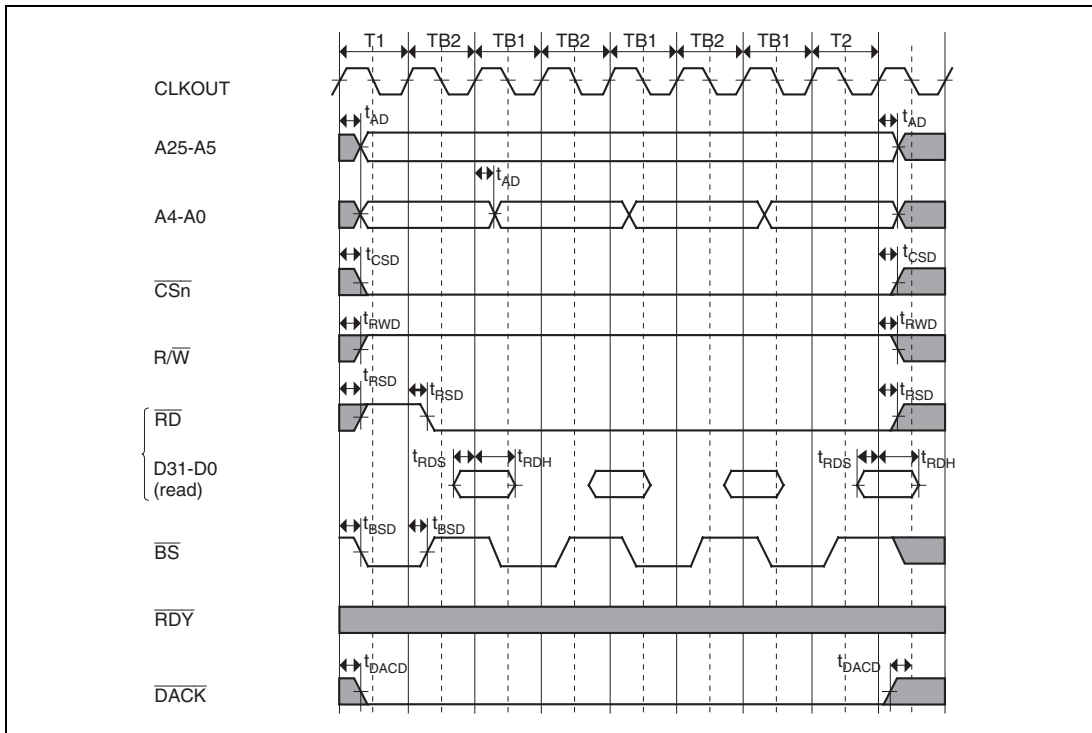 T1 TB2 TB1 TB2 TB1 TB2 TB1 T2
CLKOUT
tAD tAD
A25-A5
tAD
A4-A0
tCSD tCSD
CSn
tRWD tRWD
R/W
tRSD tRSD tRSD
RD
tRDS tRDH tRDS tRDH
D31-D0
(read)
tBSD tBSD
BS
RDY
tDACD tDACD
DACK